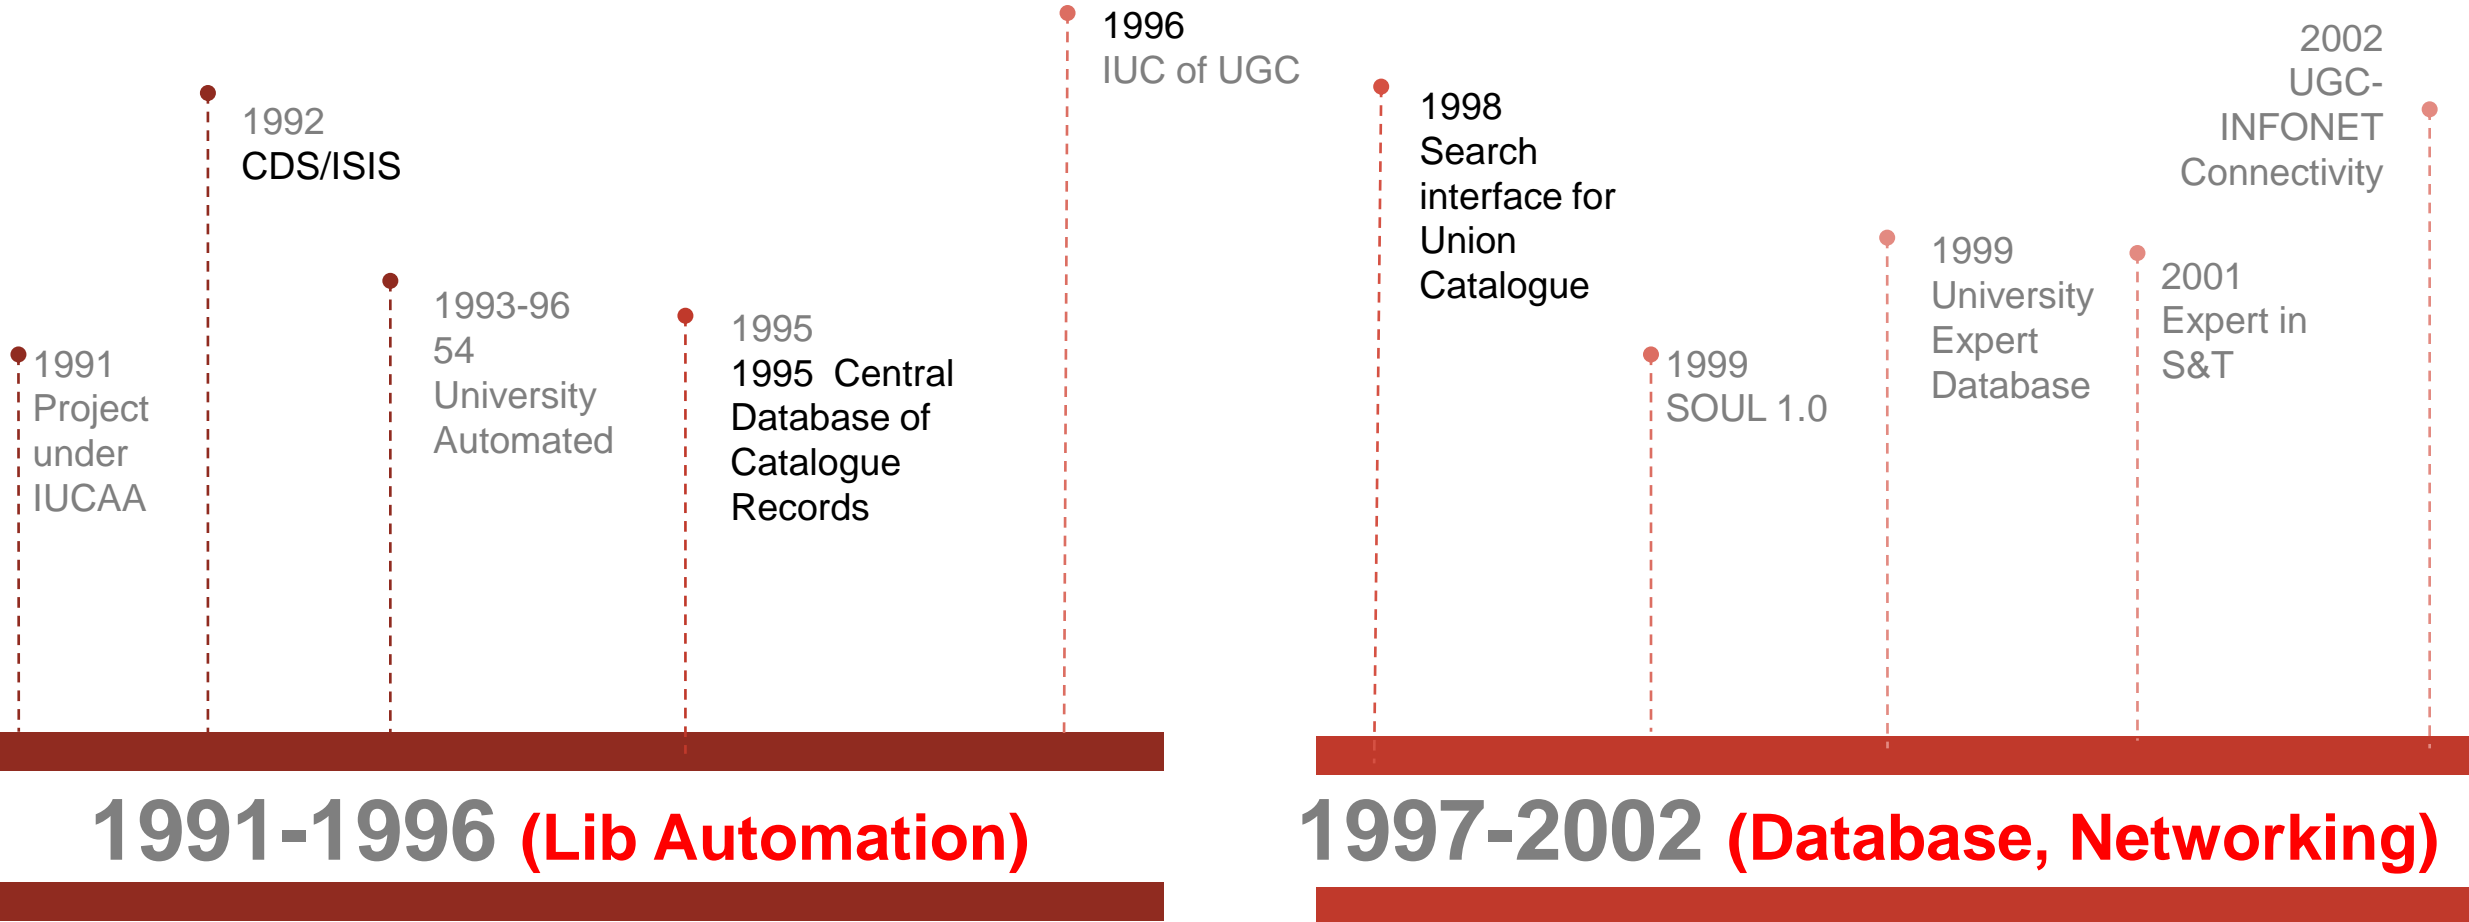 1991
Project
under
IUCAA
1992
CDS/ISIS
1993-96
54
University
Automated
1995
1995  Central
Database of
Catalogue
Records
1996
IUC of UGC
1998
Search
interface for
Union
Catalogue
1999
SOUL 1.0
1999
University
Expert
Database
2001
Expert in
S&T
2002
UGC-
INFONET
Connectivity
1991-1996 (Lib Automation)
1997-2002 (Database, Networking)